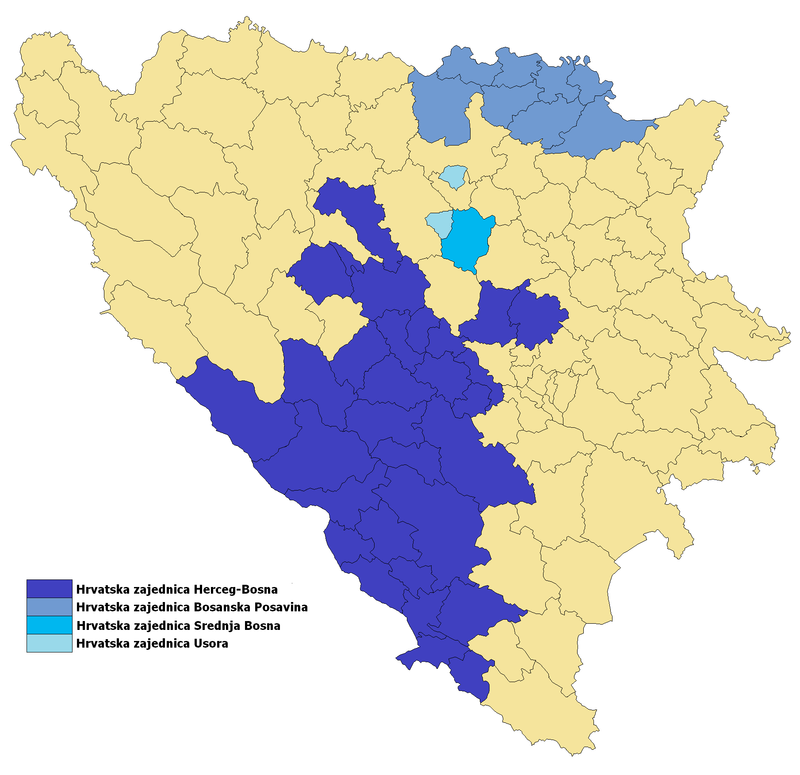 Hrvatska zajednica Herceg-Bosna
Hrvatska zajednica Bosanska Posavina
Hrvatska zajednica Srednja Bosna
Hrvatska zajednica Usora